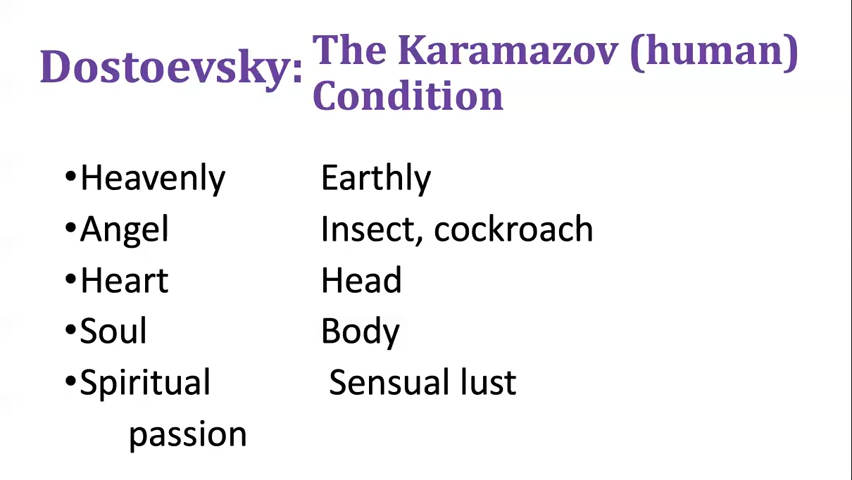 Dostoevsky: The Karamazov (human)
Condition
•Heavenly Earthly
•Angel Insect, cockroach
•Heart Head
•Soul Body
•Spiritual Sensual lust
passion